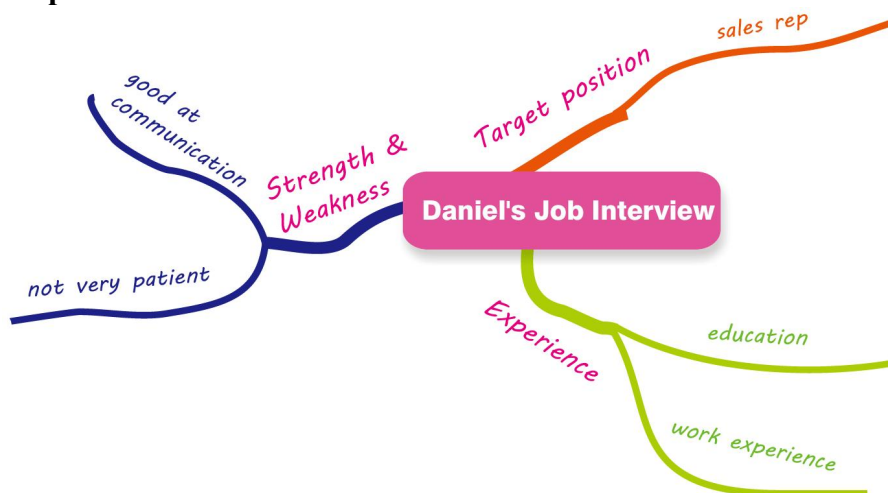 sales rep
Target position
good at
communication
Strength &
Weakness
Daniel's Job Interview
not very patient
Experience
education
work experience